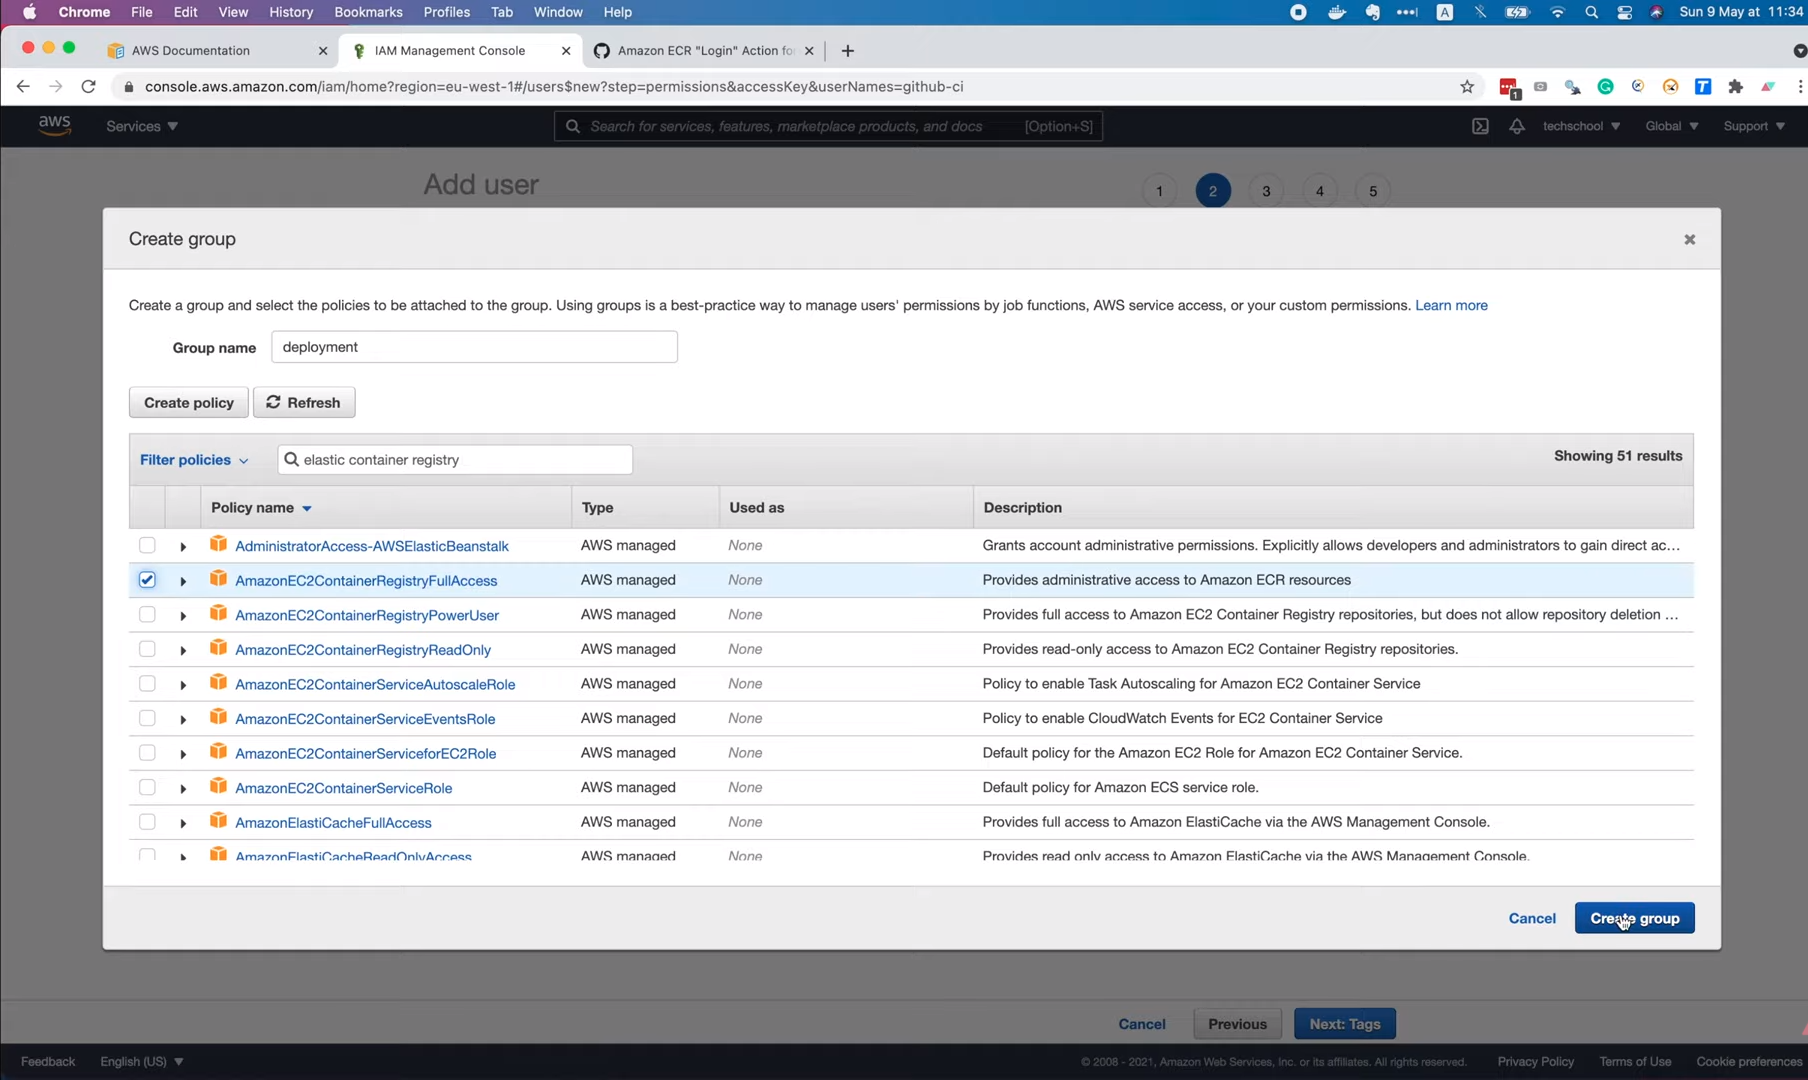 Chrome File Edit View History Bookmarks Profiles Tab Window Help A Sun 9 May at 11:34
AWS Documentation IAM Management Console Amazon ECR "Login" Action fo
console.aws.amazon.com/iam/home?region=eu-west-1#/users$new?step=permissions&accessKey&userNames=github-ci 1
aws Services Search for services, features, marketplace products, and docs [Option+S] techschool Global Support
Add user 1 2 3 4 5
Create group
Create a group and select the policies to be attached to the group. Using groups is a best-practice way to manage users' permissions by job functions, AWS service access, or your custom permissions. Learn more
Group name deployment
Create policy Refresh
Filter policies elastic container registry Showing 51 results
Policy name Type Used as Description
AdministratorAccess-AWSElasticBeanstalk AWS managed None Grants account administrative permissions. Explicitly allows developers and administrators to gain direct ac...
AmazonEC2ContainerRegistryFullAccess AWS managed None Provides administrative access to Amazon ECR resources
AmazonEC2ContainerRegistryPowerUser AWS managed None Provides full access to Amazon EC2 Container Registry repositories, but does not allow repository deletion ...
AmazonEC2ContainerRegistryReadOnly AWS managed None Provides read-only access to Amazon EC2 Container Registry repositories.
AmazonEC2ContainerServiceAutoscaleRole AWS managed None Policy to enable Task Autoscaling for Amazon EC2 Container Service
AmazonEC2ContainerServiceEventsRole AWS managed None Policy to enable CloudWatch Events for EC2 Container Service
AmazonEC2ContainerServiceforEC2Role AWS managed None Default policy for the Amazon EC2 Role for Amazon EC2 Container Service.
AmazonEC2ContainerServiceRole AWS managed None Default policy for Amazon ECS service role.
AmazonElastiCacheFullAccess AWS managed None Provides full access to Amazon ElastiCache via the AWS Management Console.
AmazonElastiCacheReadOnlyAccess AWS managed None Provides read only access to Amazon ElastiCache via the AWS Management Console.
Cancel Create group
Cancel Previous Next: Tags
Feedback English (US) © 2008 - 2021, Amazon Web Services, Inc. or its affiliates. All rights reserved. Privacy Policy Terms of Use Cookie preferences